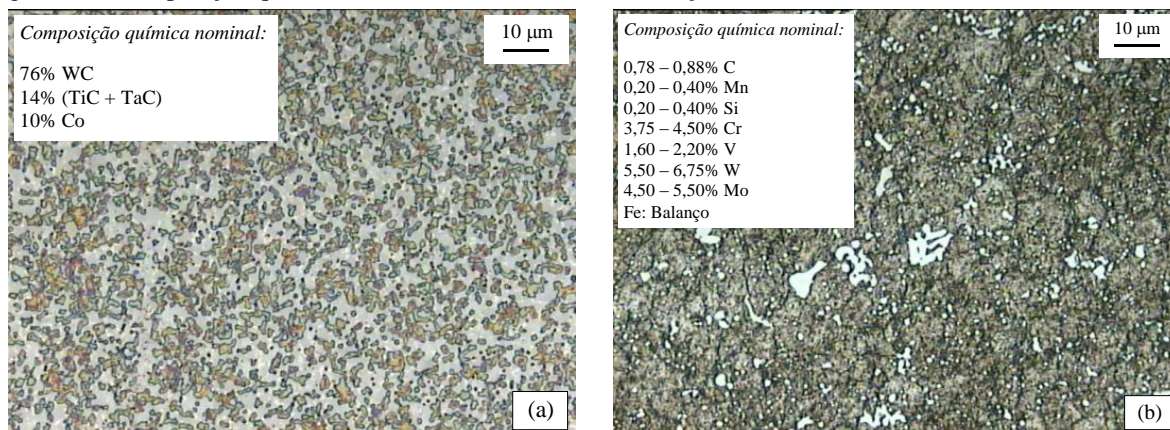 Composição química nominal:
76% WC
14% (TiC + TaC)
10% Co
10 μm
(a)
Composição química nominal:
0,78 – 0,88% C
0,20 – 0,40% Mn
0,20 – 0,40% Si
3,75 – 4,50% Cr
1,60 – 2,20% V
5,50 – 6,75% W
4,50 – 5,50% Mo
Fe: Balanço
10 μm
(b)